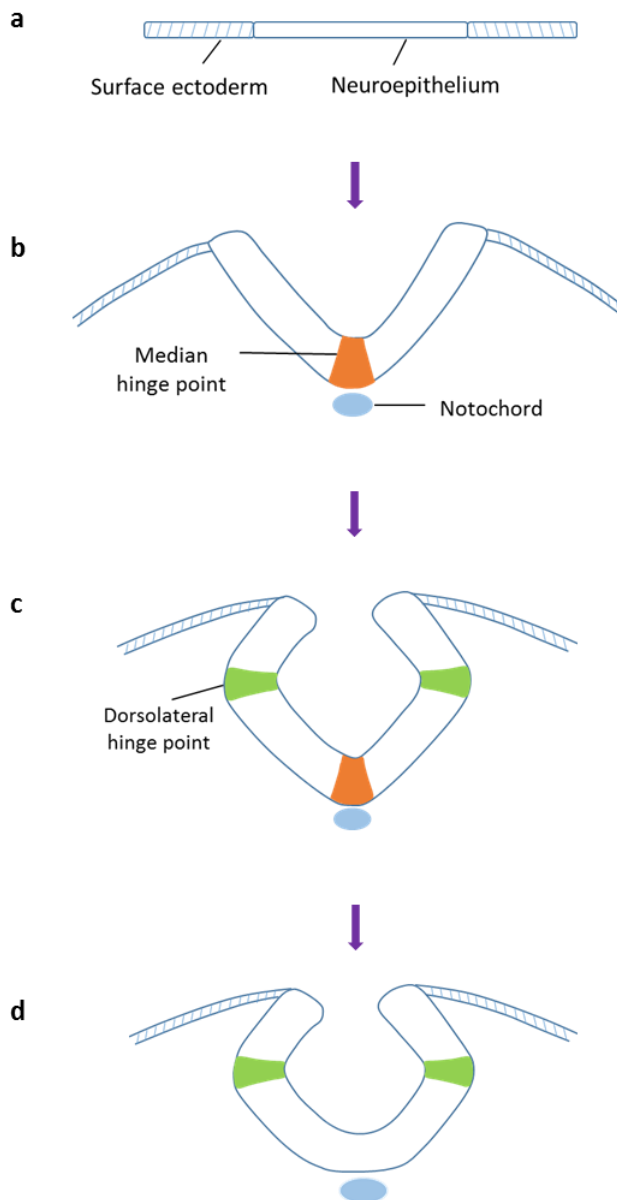 a
Surface ectoderm
Neuroepithelium
b
Median
hinge point
Notochord
c
Dorsolateral
hinge point
d